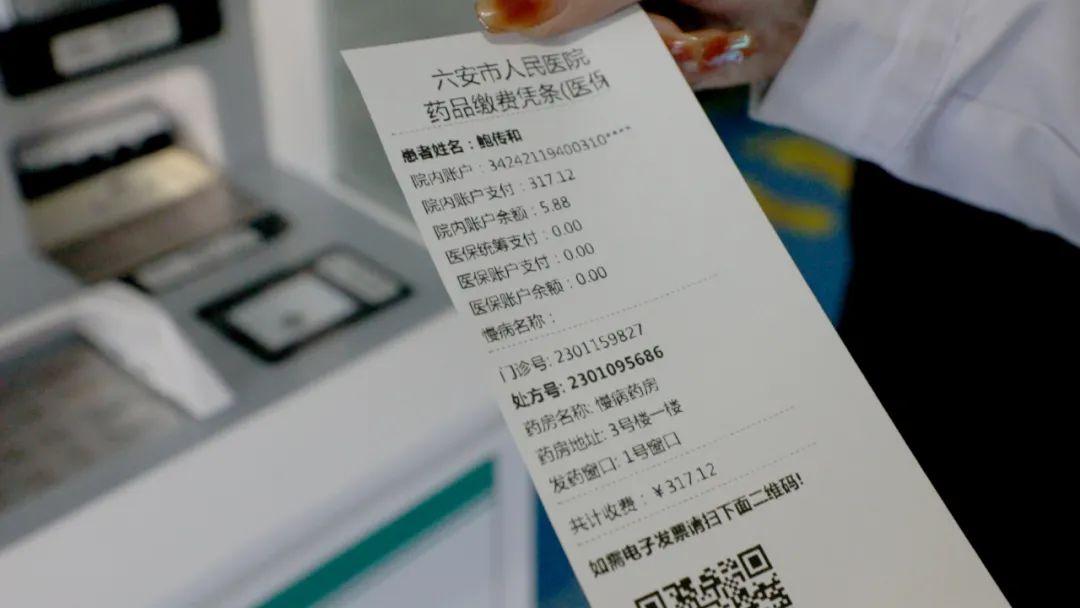 六安市人民医院
药品缴费凭条(医保
患者姓名：鲍传和
院内账户：34242119400310****
院内账户支付：317.12
院内账户余额：5.88
医保统筹支付：0.00
医保账户支付：0.00
医保账户余额：0.00
慢病名称：
门诊号: 2301159827
处方号: 2301095686
药房名称: 慢病药房
药房地址: 3号楼一楼
发药窗口: 1号窗口
共计收费：￥317.12
如需电子发票请扫下面二维码!